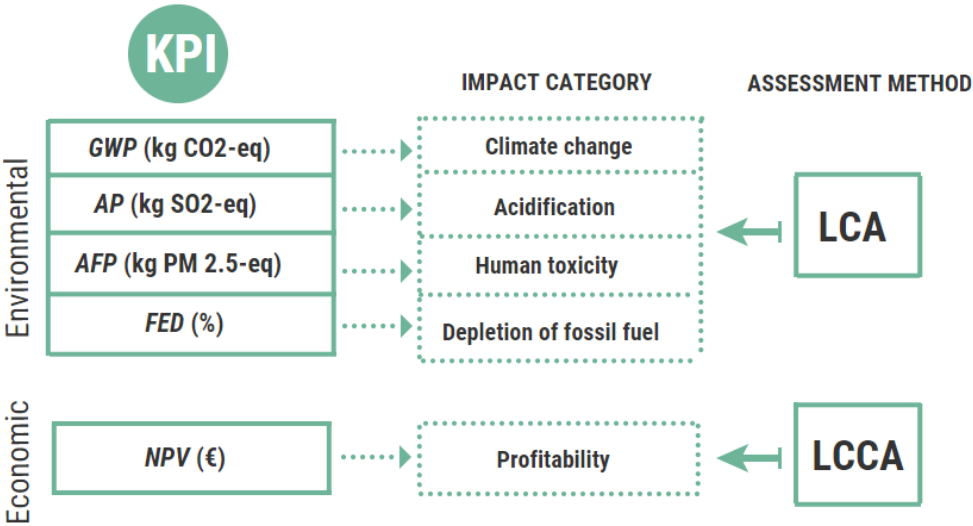 KPI
IMPACT CATEGORY
ASSESSMENT METHOD
Environmental
GWP (kg CO2-eq)
Climate change
AP (kg SO2-eq)
Acidification
LCA
AFP (kg PM 2.5-eq)
Human toxicity
FED (%)
Depletion of fossil fuel
Economic
NPV (€)
Profitability
LCCA